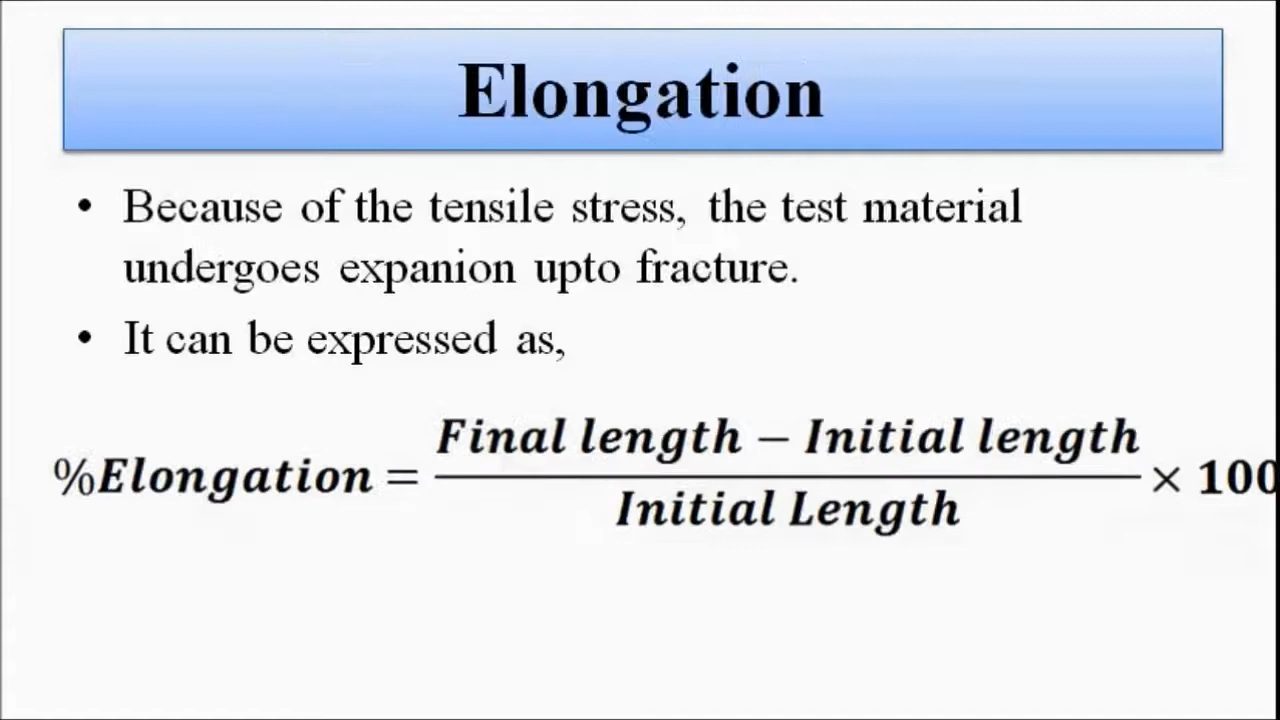 Elongation
• Because of the tensile stress, the test material
undergoes expanion upto fracture.
• It can be expressed as,
%Elongation = (Final length − Initial length) / (Initial Length) × 100